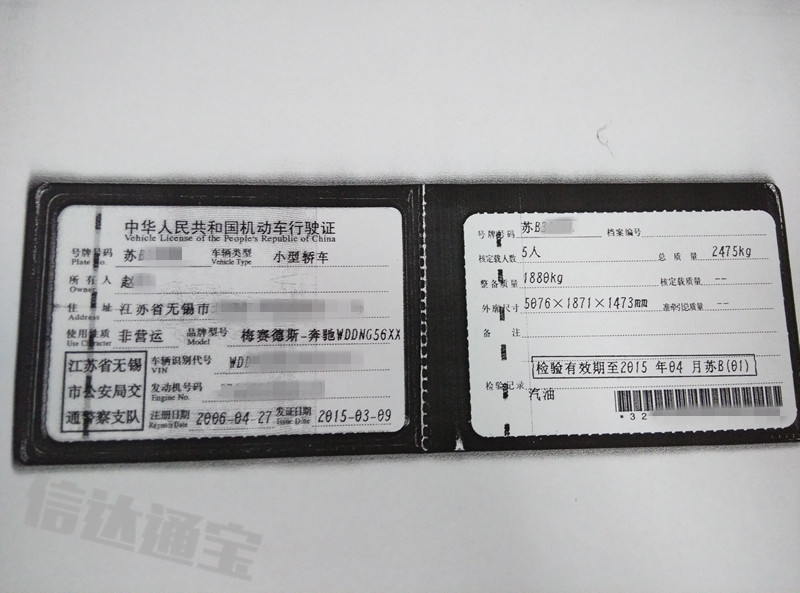 中华人民共和国机动车行驶证
Vehicle License of the People's Republic of China
号牌号码 苏B 车辆类型 小型轿车
Plate No. Vehicle Type
所有人 赵
Owner
住址 江苏省无锡市
Address
使用性质 非营运 品牌型号 梅赛德斯-奔驰WDDNG56XX
Use Character Model
江苏省无锡
市公安局交
通警察支队
车辆识别代号 WDD
VIN
发动机号码
Engine No.
注册日期 2006-04-27 发证日期 2015-03-09
Register Date Issue Date
号牌号码 苏B 档案编号
核定载人数 5人 总质量 2475kg
整备质量 1880kg 核定载质量 --
外廓尺寸 5076×1871×1473 准牵引总质量 --
备注
检验有效期至2015 年04 月苏B(01)
检验记录
汽油
*32
信达通宝